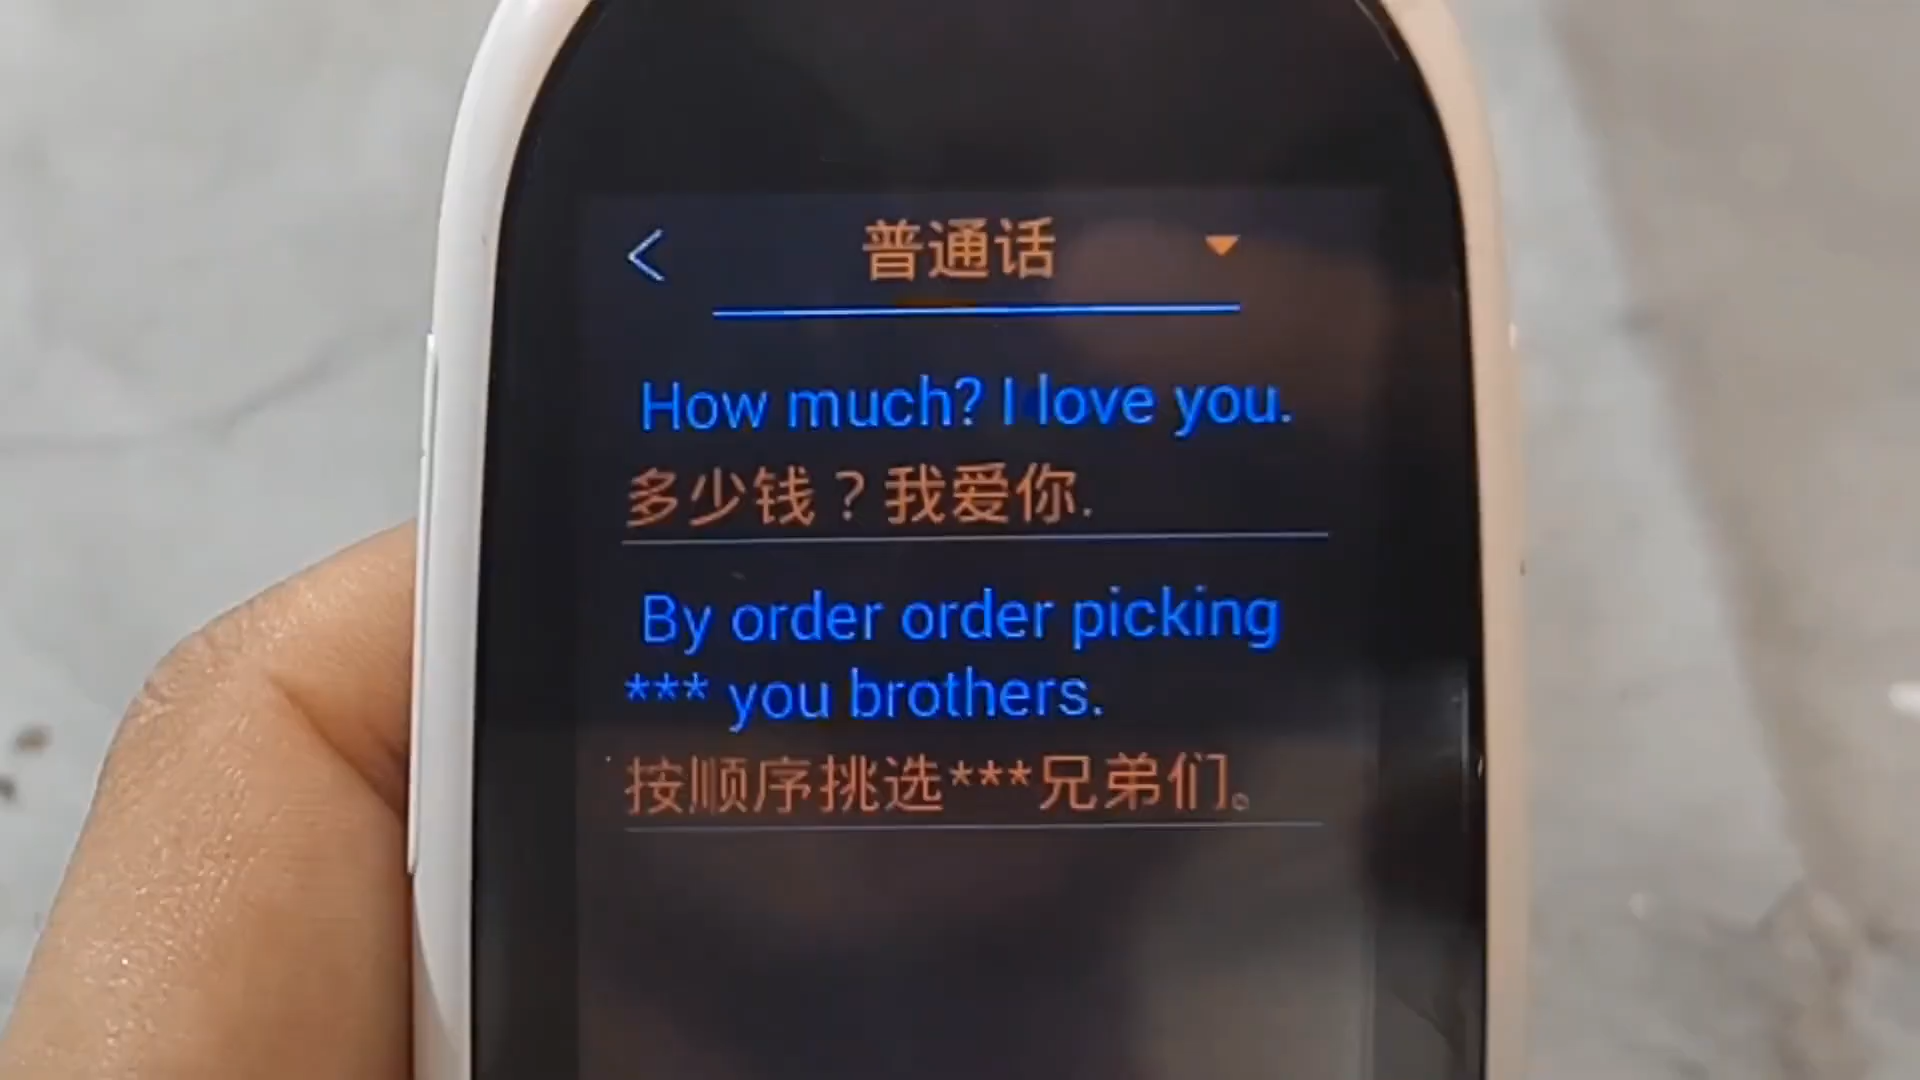 普通话
How much? I love you.
多少钱？我爱你.
By order order picking
*** you brothers.
按顺序挑选***兄弟们。